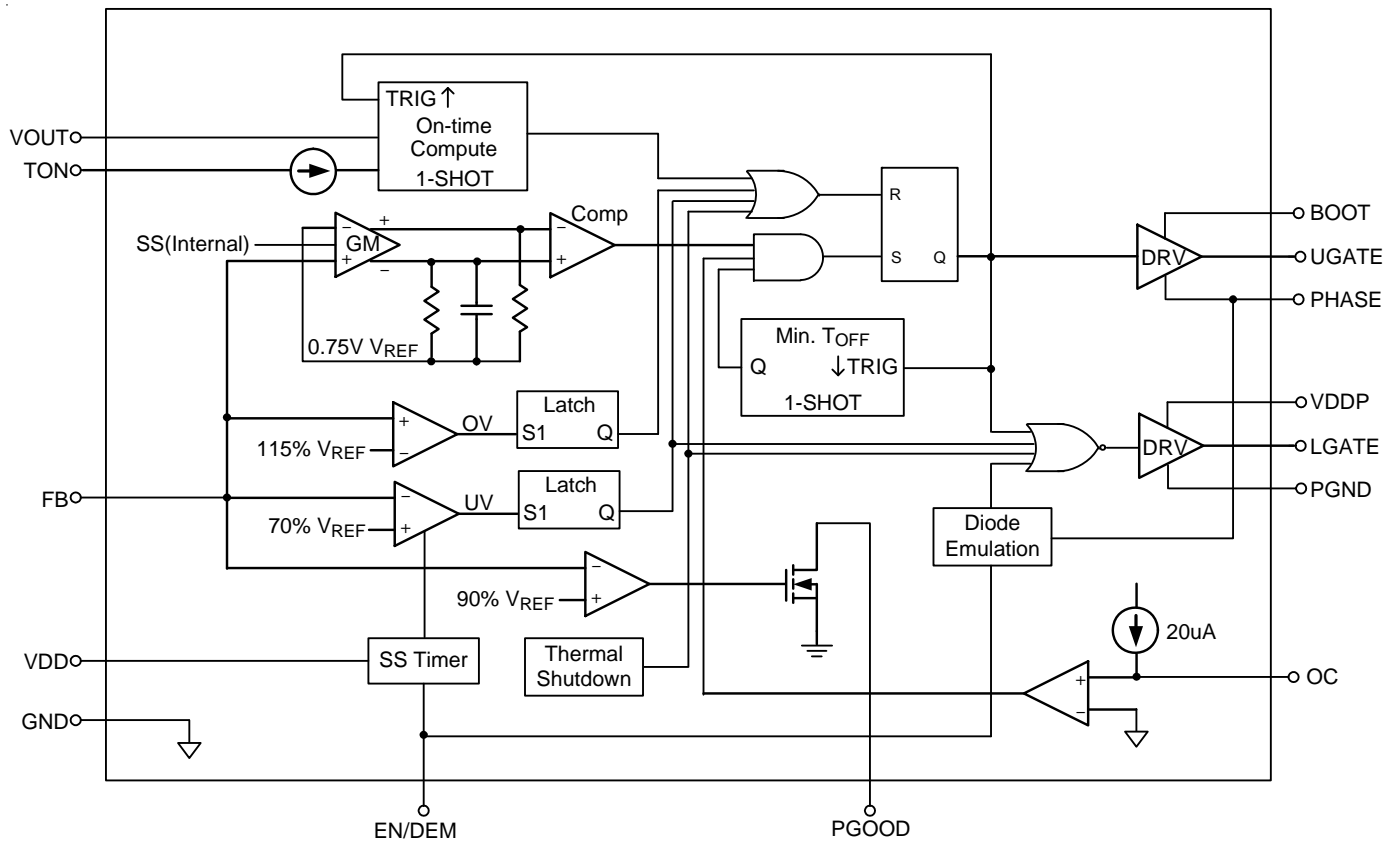 TRIG ↑
On-time
Compute
1-SHOT
VOUT
TON
SS(Internal)
−
+
GM
+
−
0.75V VREF
Comp
−
+
R
S
Q
DRV
BOOT
UGATE
PHASE
Min. TOFF
Q
↓TRIG
1-SHOT
+
−
115% VREF
OV
Latch
S1
Q
FB
−
+
70% VREF
UV
Latch
S1
Q
DRV
VDDP
LGATE
PGND
Diode
Emulation
−
+
90% VREF
20uA
VDD
SS Timer
Thermal
Shutdown
+
−
OC
GND
EN/DEM
PGOOD